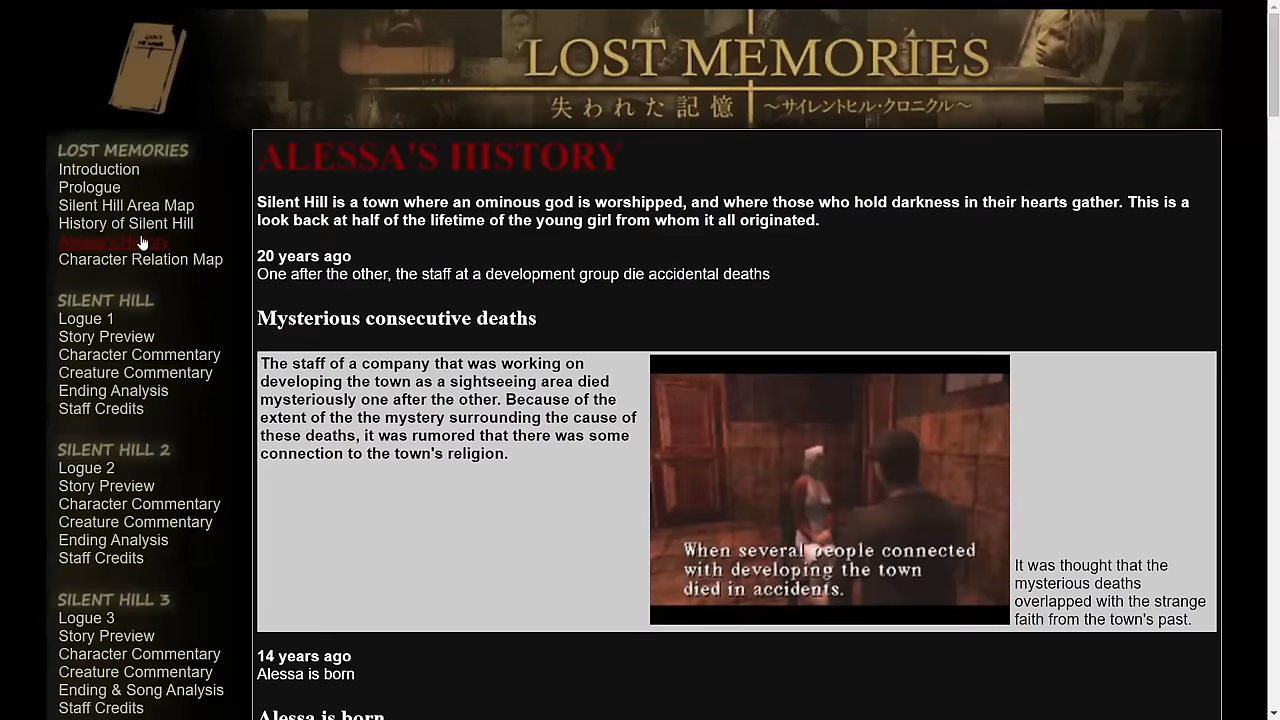 LOST MEMORIES
失われた記憶 〜サイレントヒル・クロニクル〜
LOST MEMORIES
Introduction
Prologue
Silent Hill Area Map
History of Silent Hill
Alessa's History
Character Relation Map
SILENT HILL
Logue 1
Story Preview
Character Commentary
Creature Commentary
Ending Analysis
Staff Credits
SILENT HILL 2
Logue 2
Story Preview
Character Commentary
Creature Commentary
Ending Analysis
Staff Credits
SILENT HILL 3
Logue 3
Story Preview
Character Commentary
Creature Commentary
Ending & Song Analysis
Staff Credits
ALESSA'S HISTORY
Silent Hill is a town where an ominous god is worshipped, and where those who hold darkness in their hearts gather. This is a
look back at half of the lifetime of the young girl from whom it all originated.
20 years ago
One after the other, the staff at a development group die accidental deaths
Mysterious consecutive deaths
The staff of a company that was working on
developing the town as a sightseeing area died
mysteriously one after the other. Because of the
extent of the the mystery surrounding the cause of
these deaths, it was rumored that there was some
connection to the town's religion.
When several people connected
with developing the town
died in accidents.
It was thought that the
mysterious deaths
overlapped with the strange
faith from the town's past.
14 years ago
Alessa is born
Alessa is born